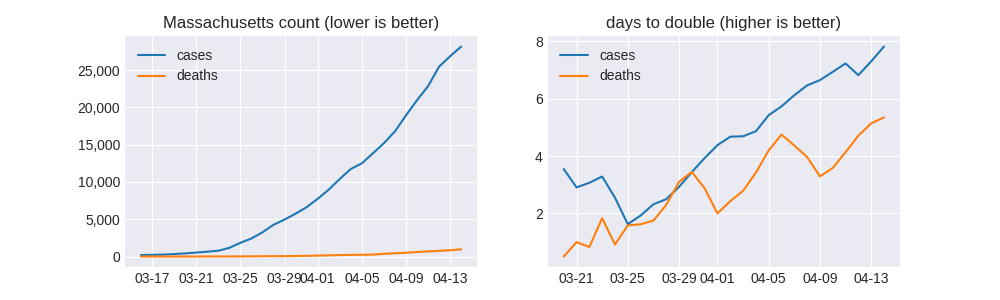 Massachusetts count (lower is better)
cases
deaths
25,000
20,000
15,000
10,000
5,000
0
03-17 03-21 03-25 03-29 04-01 04-05 04-09 04-13
days to double (higher is better)
cases
deaths
8
6
4
2
03-21 03-25 03-29 04-01 04-05 04-09 04-13